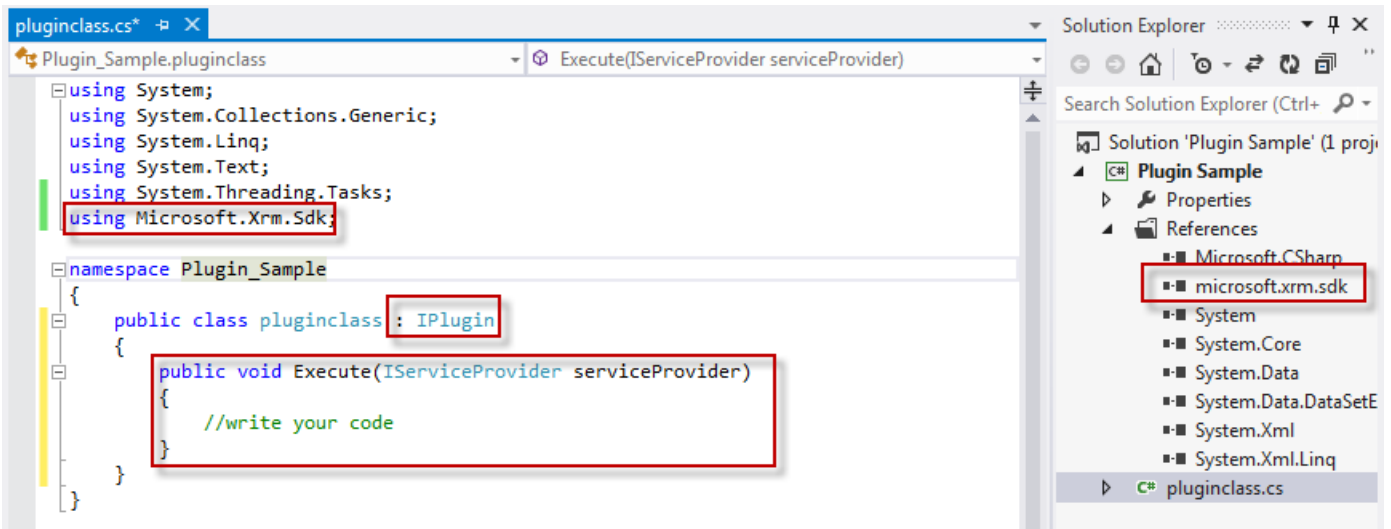 pluginclass.cs*
Plugin_Sample.pluginclass
Execute(IServiceProvider serviceProvider)
using System;
using System.Collections.Generic;
using System.Linq;
using System.Text;
using System.Threading.Tasks;
using Microsoft.Xrm.Sdk;
namespace Plugin_Sample
{
public class pluginclass : IPlugin
{
public void Execute(IServiceProvider serviceProvider)
{
//write your code
}
}
}
Solution Explorer
Search Solution Explorer (Ctrl+
Solution 'Plugin Sample' (1 proj
C# Plugin Sample
Properties
References
Microsoft.CSharp
microsoft.xrm.sdk
System
System.Core
System.Data
System.Data.DataSetE
System.Xml
System.Xml.Linq
C# pluginclass.cs